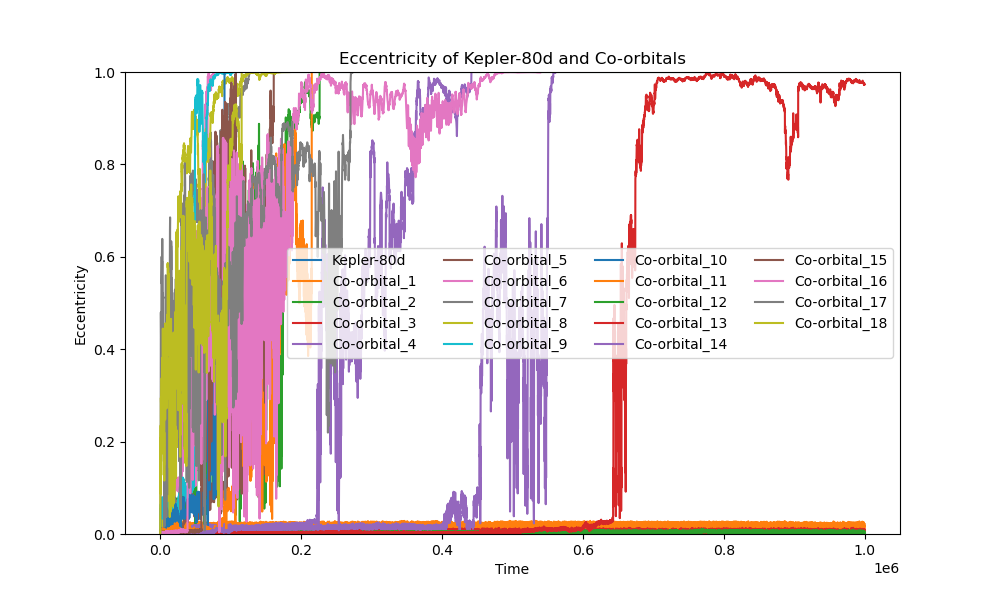 Eccentricity of Kepler-80d and Co-orbitals
1.0
0.8
0.6
0.4
0.2
0.0
Eccentricity
Kepler-80d
Co-orbital_1
Co-orbital_2
Co-orbital_3
Co-orbital_4
Co-orbital_5
Co-orbital_6
Co-orbital_7
Co-orbital_8
Co-orbital_9
Co-orbital_10
Co-orbital_11
Co-orbital_12
Co-orbital_13
Co-orbital_14
Co-orbital_15
Co-orbital_16
Co-orbital_17
Co-orbital_18
0.0 0.2 0.4 0.6 0.8 1.0
1e6
Time